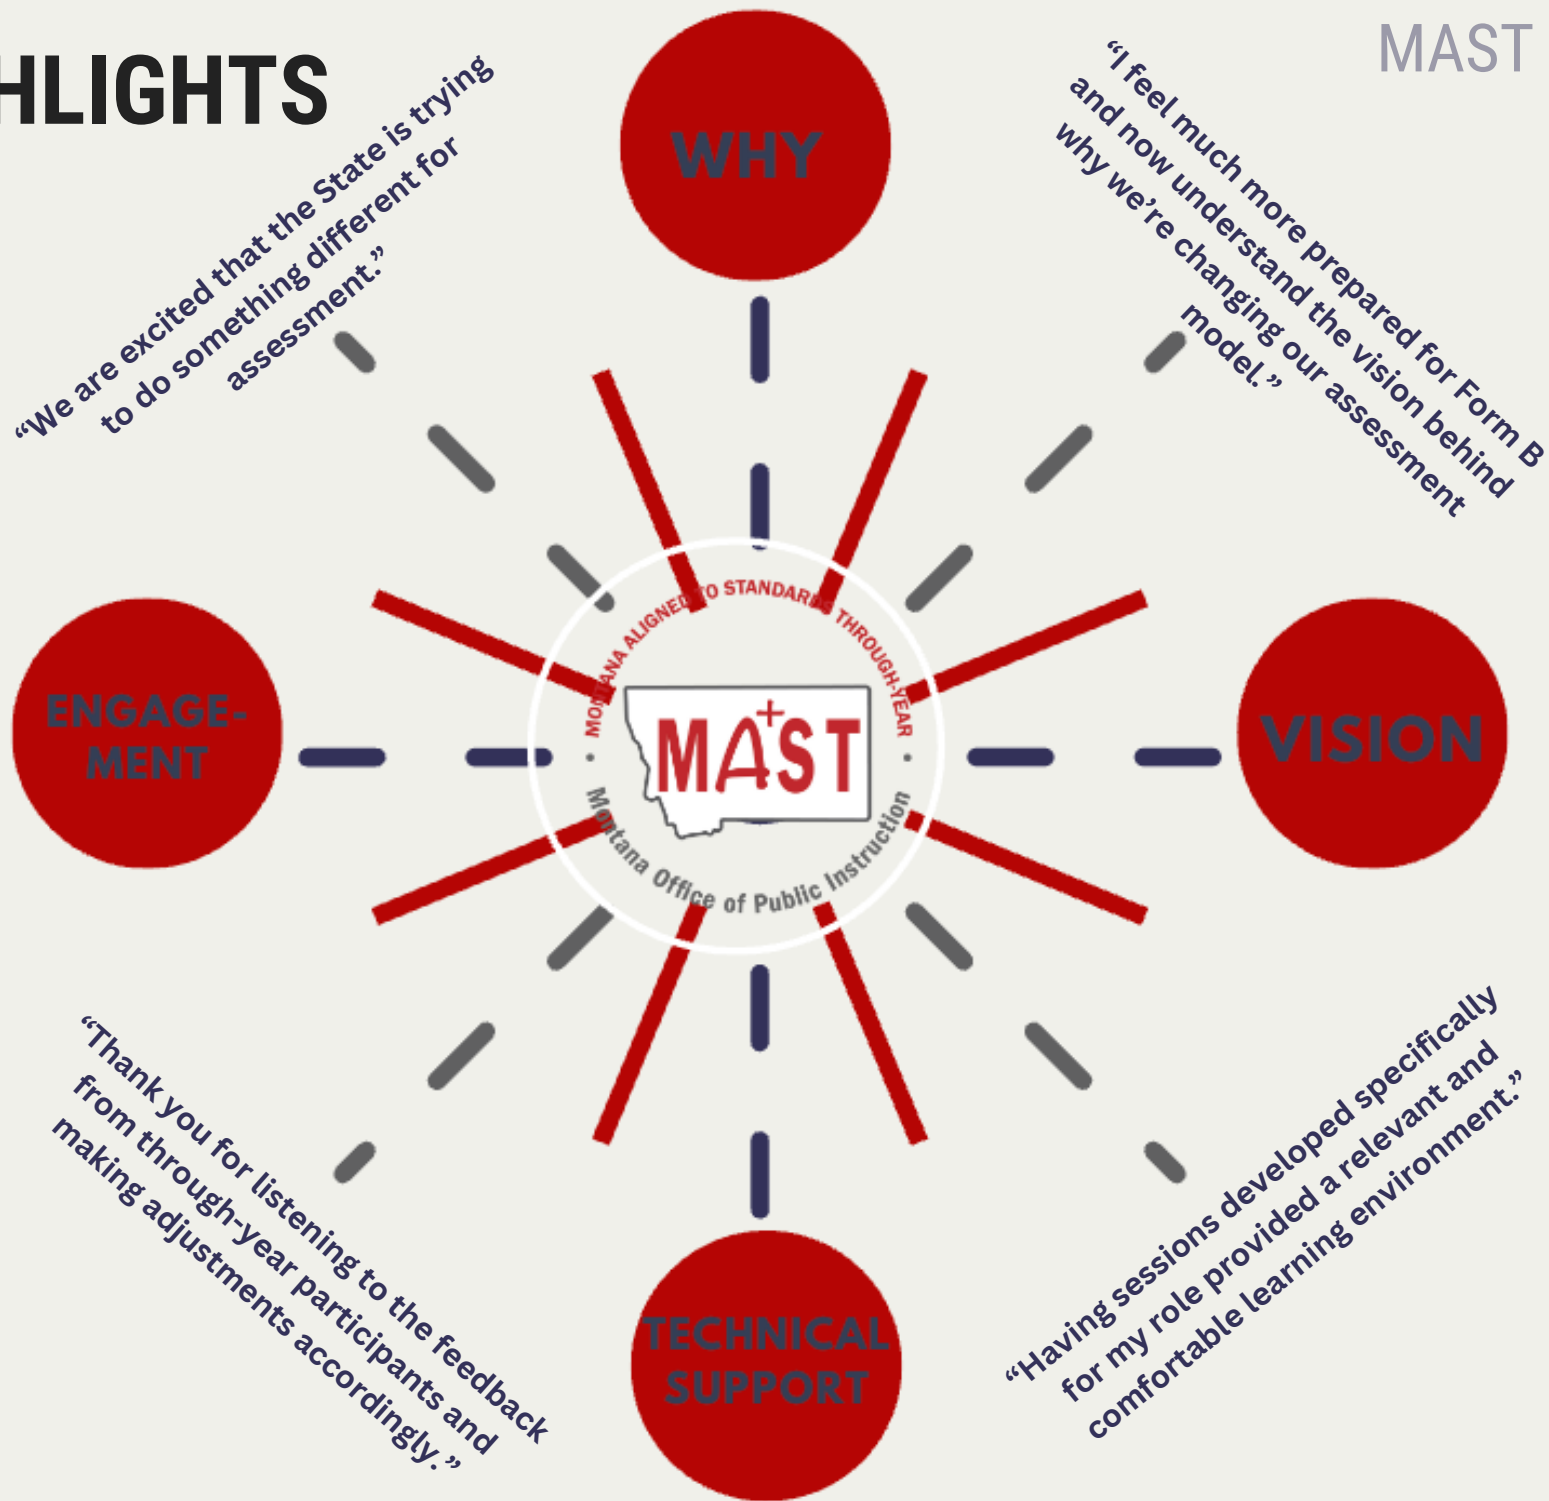 HLIGHTS
MAST
“We are excited that the State is trying
to do something different for
assessment.”
WHY
“I feel much more prepared for Form B
and now understand the vision behind
why we’re changing our assessment
model.”
ENGAGE-
MENT
MONTANA ALIGNED TO STANDARDS THROUGH-YEAR
MAST
Montana Office of Public Instruction
VISION
“Thank you for listening to the feedback
from through-year participants and
making adjustments accordingly.”
TECHNICAL
SUPPORT
“Having sessions developed specifically
for my role provided a relevant and
comfortable learning environment.”